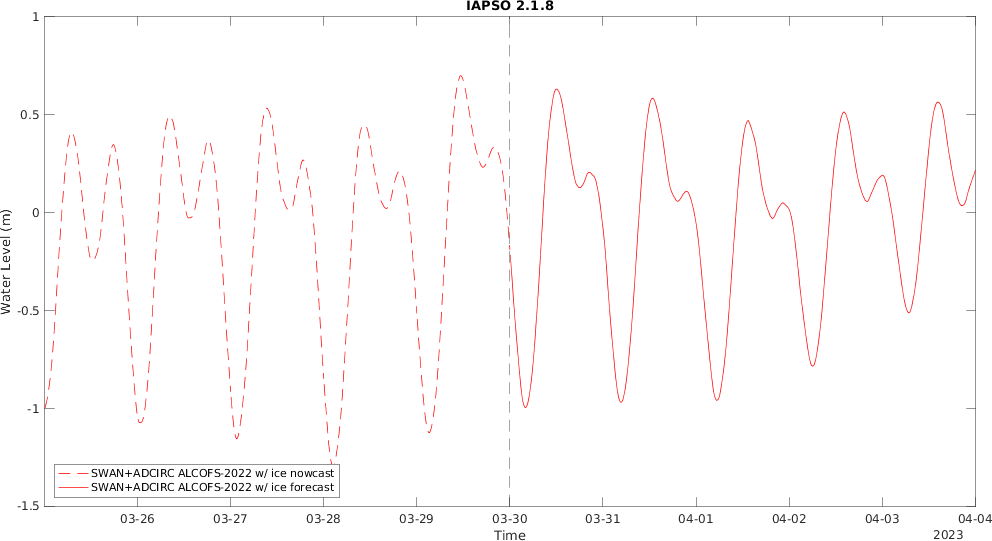 IAPSO 2.1.8
1
0.5
0
-0.5
-1
-1.5
Water Level (m)
SWAN+ADCIRC ALCOFS-2022 w/ ice nowcast
SWAN+ADCIRC ALCOFS-2022 w/ ice forecast
03-26 03-27 03-28 03-29 03-30 03-31 04-01 04-02 04-03 04-04
Time
2023